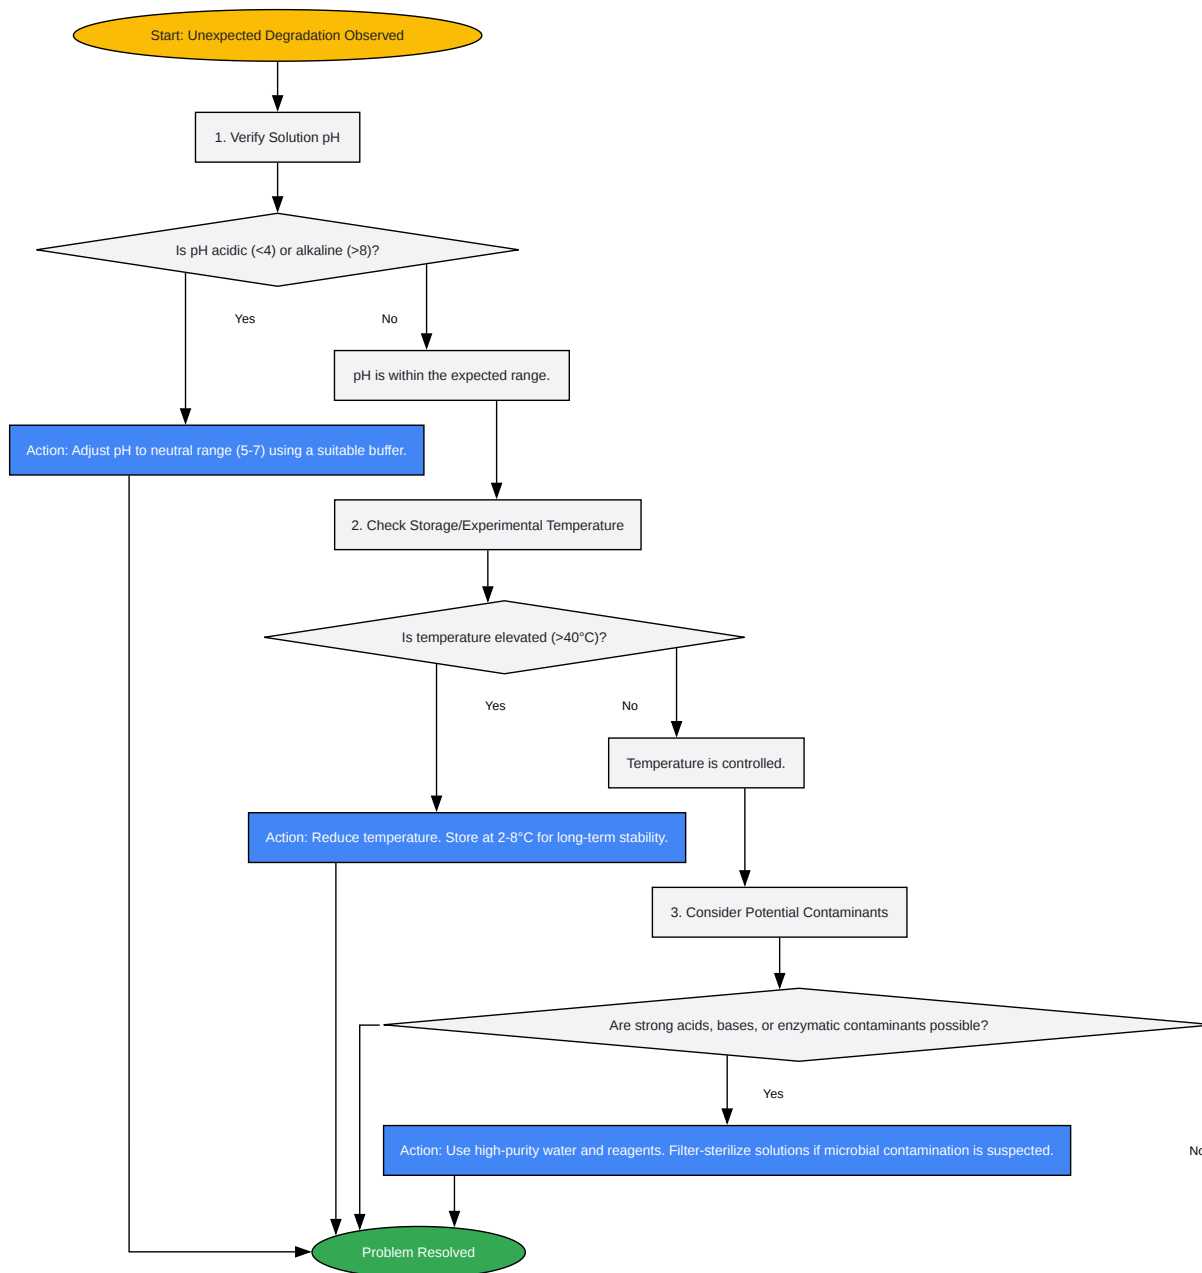 Start: Unexpected Degradation Observed
1. Verify Solution pH
Is pH acidic (<4) or alkaline (>8)?
Yes
No
pH is within the expected range.
Action: Adjust pH to neutral range (5-7) using a suitable buffer.
2. Check Storage/Experimental Temperature
Is temperature elevated (>40°C)?
Yes
No
Temperature is controlled.
Action: Reduce temperature. Store at 2-8°C for long-term stability.
3. Consider Potential Contaminants
Are strong acids, bases, or enzymatic contaminants possible?
Yes
Action: Use high-purity water and reagents. Filter-sterilize solutions if microbial contamination is suspected.
No
Problem Resolved